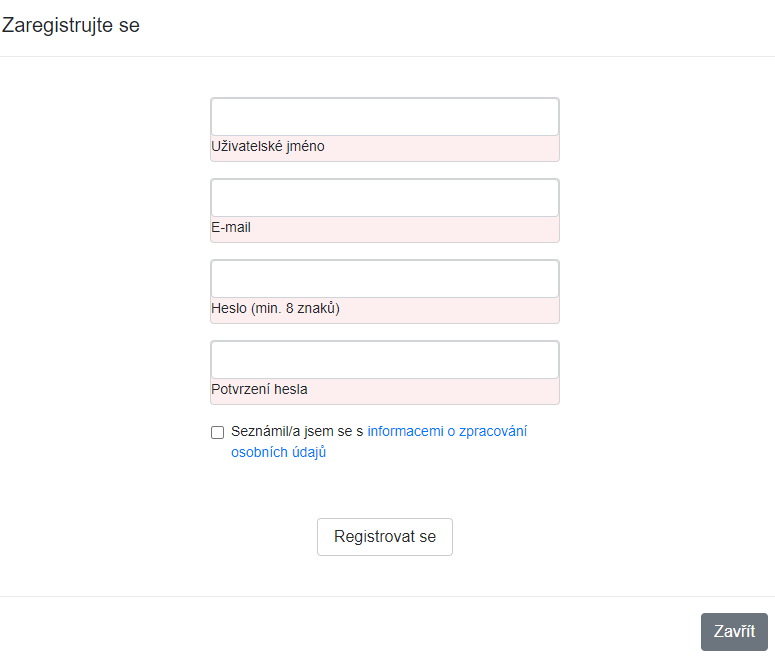 Zaregistrujte se
Uživatelské jméno
E-mail
Heslo (min. 8 znaků)
Potvrzení hesla
Seznámil/a jsem se s informacemi o zpracování
osobních údajů
Registrovat se
Zavřít